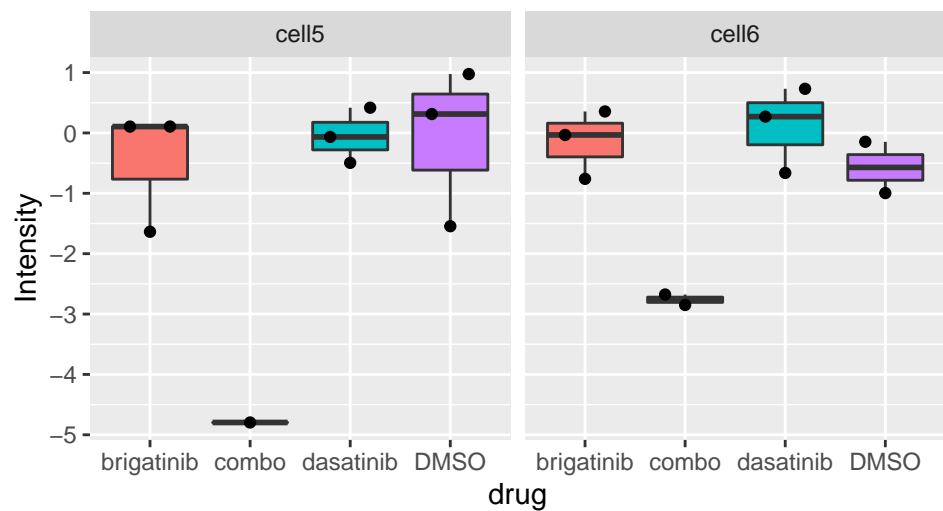 cell5 cell6
1
0
−1
−2
−3
−4
−5
Intensity
brigatinib combo dasatinib DMSO brigatinib combo dasatinib DMSO
drug